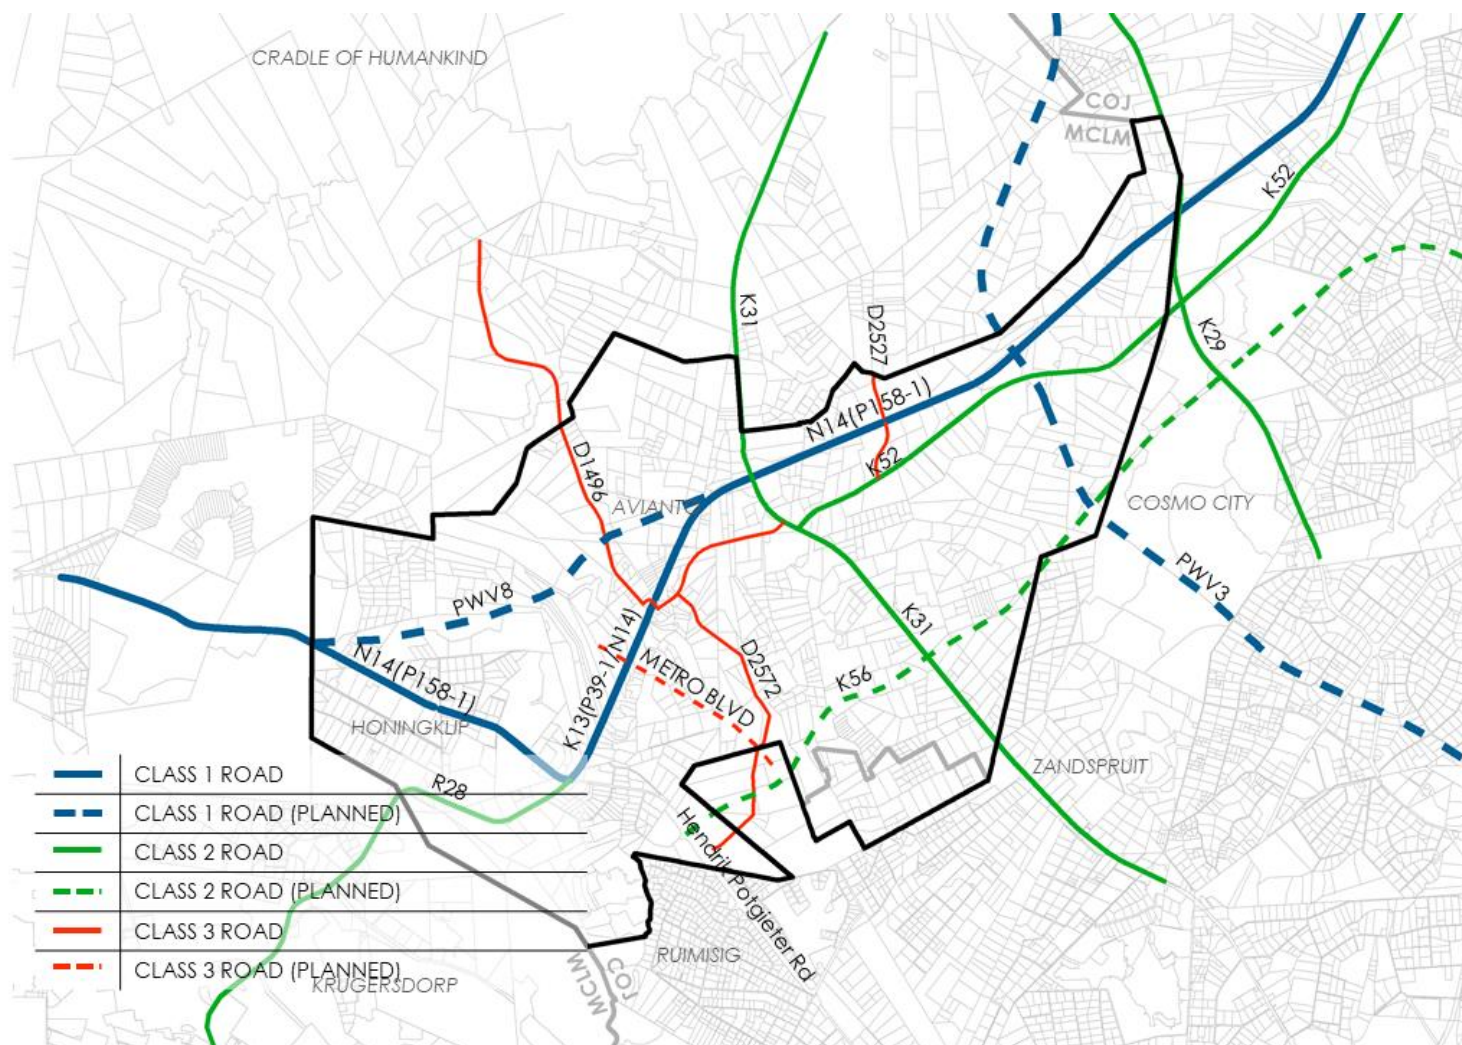 CRADLE OF HUMANKIND
COJ
MCLM
K52
K31
D2527
K29
N14(P158-1)
D1496
K52
AVIANTO
COSMO CITY
PWV8
PWV3
K31
N14(P158-1)
K13(P39-1/N14)
METRO BLVD
D2572
K56
HONINGKLIP
ZANDSPRUIT
CLASS 1 ROAD
R28
CLASS 1 ROAD (PLANNED)
Hendrik Potgieter Rd
CLASS 2 ROAD
CLASS 2 ROAD (PLANNED)
CLASS 3 ROAD
RUIMISIG
CLASS 3 ROAD (PLANNED)
KRUGERSDORP
COJ
MCLM